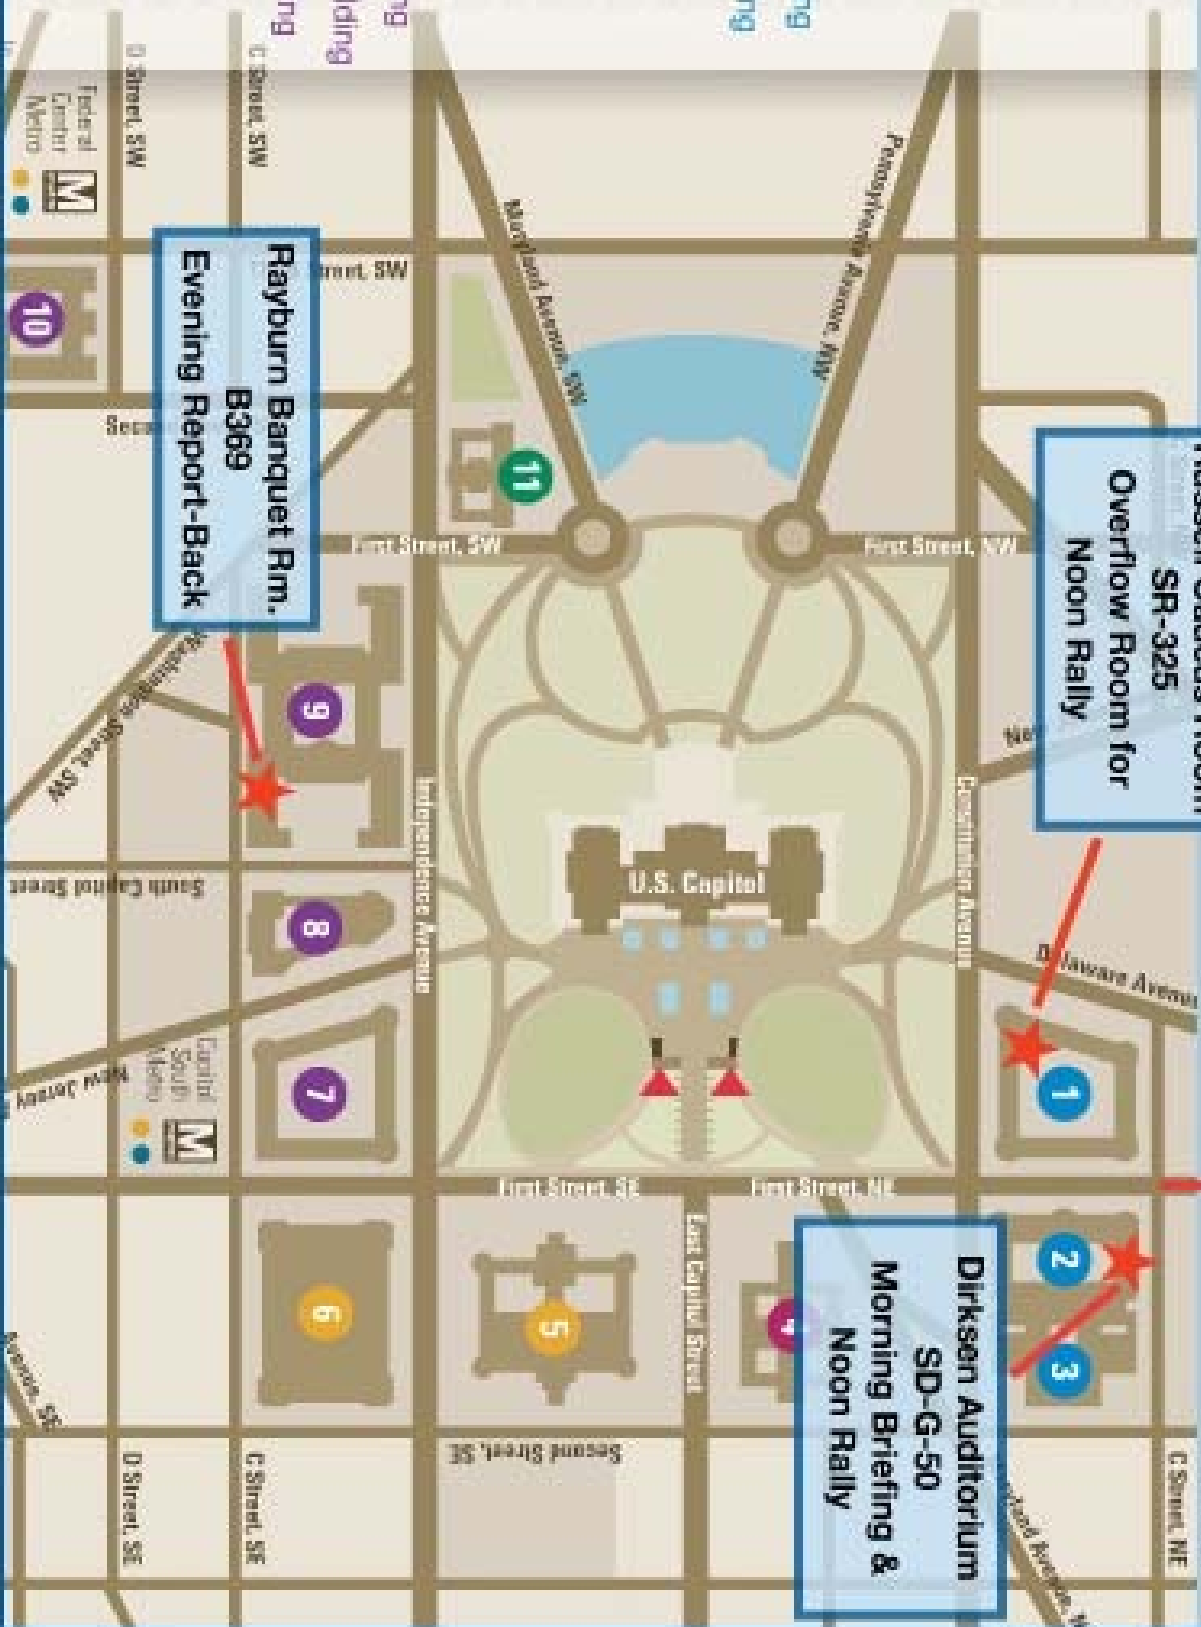 Rayburn Banquet Rm.
B369
Evening Report-Back
SR-325
Overflow Room for
Noon Rally
Dirksen Auditorium
SD-G-50
Morning Briefing &
Noon Rally
U.S. Capitol
Pennsylvania Avenue, NW
Maryland Avenue, SW
First Street, NW
First Street, SW
Constitution Avenue
Independence Avenue
First Street, NE
First Street, SE
East Capitol Street
Second Street, SE
C Street, NE
C Street, SW
D Street, SW
C Street, SE
D Street, SE
South Capitol Street
Washington Street, SW
New Jersey
Street, SW
Federal
Center
Metro
M
Capitol
South
Metro
M
1
2
3
4
5
6
7
8
9
10
11